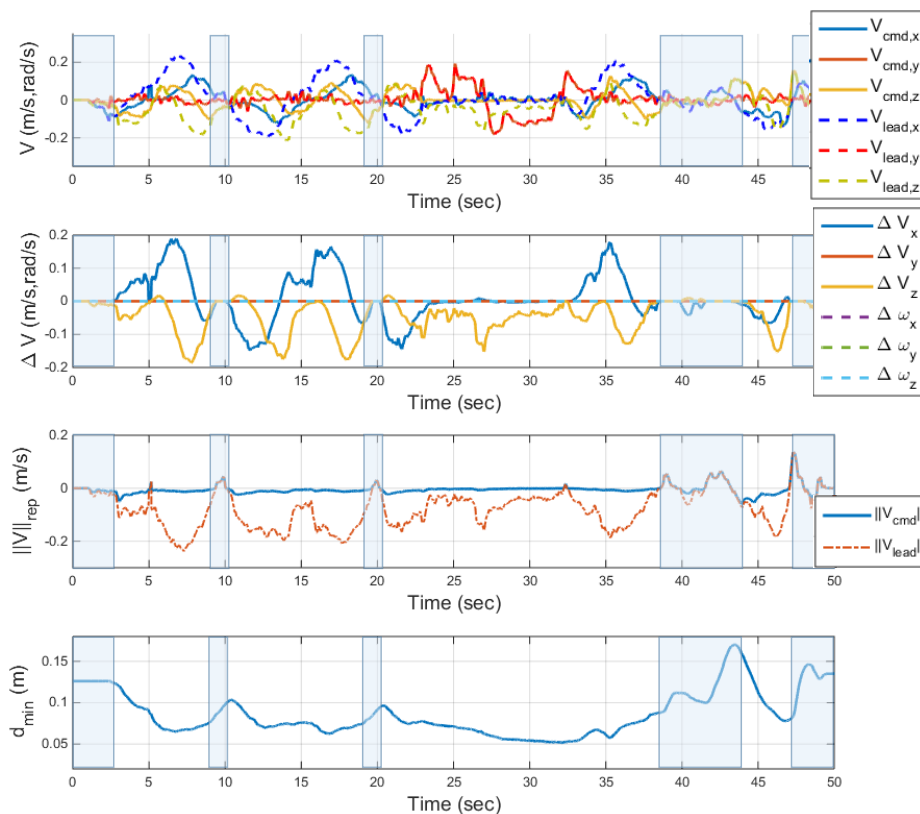 V (m/s,rad/s)
0.2
0
-0.2
0 5 10 15 20 25 30 35 40 45 50
Time (sec)
V_cmd,x
V_cmd,y
V_cmd,z
V_lead,x
V_lead,y
V_lead,z
Δ V (m/s,rad/s)
0.2
0.1
0
-0.1
-0.2
0 5 10 15 20 25 30 35 40 45 50
Time (sec)
Δ V_x
Δ V_y
Δ V_z
Δ ω_x
Δ ω_y
Δ ω_z
||V||_rep (m/s)
0.2
0
-0.2
0 5 10 15 20 25 30 35 40 45 50
Time (sec)
||V_cmd|
||V_lead|
d_min (m)
0.15
0.1
0.05
0 5 10 15 20 25 30 35 40 45 50
Time (sec)